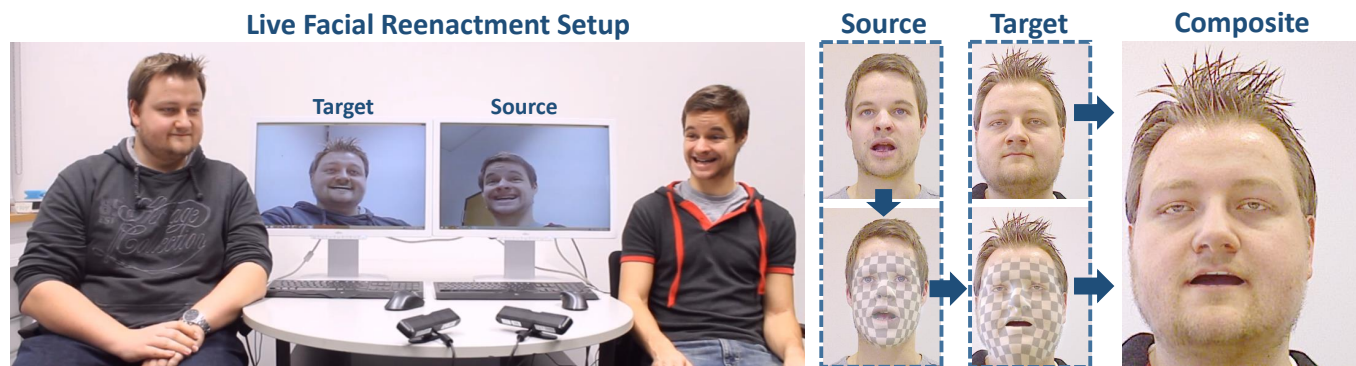 Live Facial Reenactment Setup
Source
Target
Composite
Target
Source